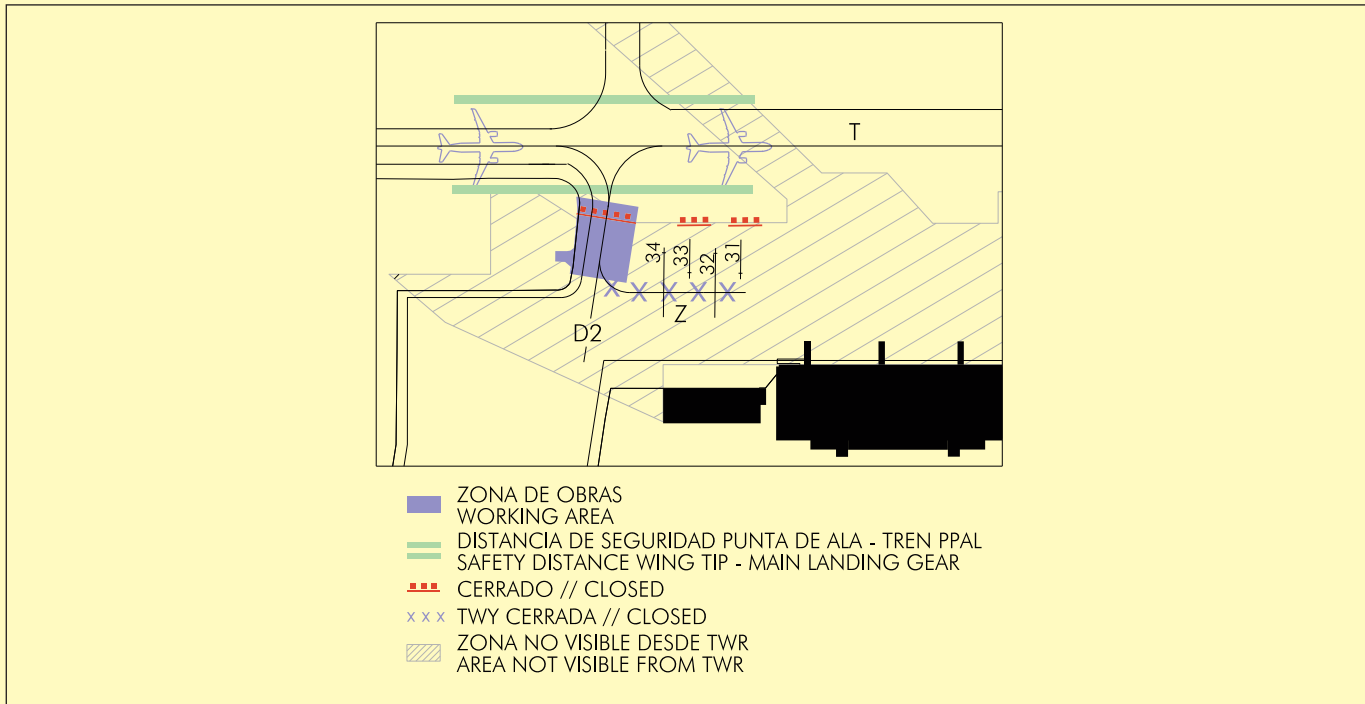 T
34
33
32
31
Z
D2
ZONA DE OBRAS
WORKING AREA
DISTANCIA DE SEGURIDAD PUNTA DE ALA - TREN PPAL
SAFETY DISTANCE WING TIP - MAIN LANDING GEAR
CERRADO // CLOSED
x x x TWY CERRADA // CLOSED
ZONA NO VISIBLE DESDE TWR
AREA NOT VISIBLE FROM TWR